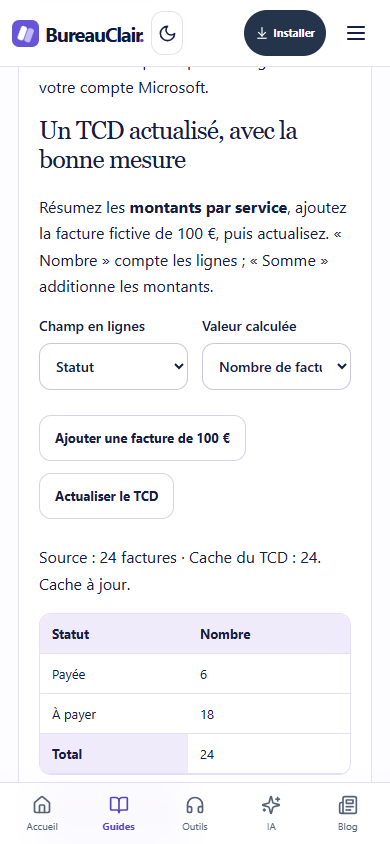 BureauClair.
Installer
votre compte Microsoft.
Un TCD actualisé, avec la
bonne mesure
Résumez les montants par service, ajoutez
la facture fictive de 100 €, puis actualisez. «
Nombre » compte les lignes ; « Somme »
additionne les montants.
Champ en lignes
Valeur calculée
Statut
Nombre de factu
Ajouter une facture de 100 €
Actualiser le TCD
Source : 24 factures · Cache du TCD : 24.
Cache à jour.
Statut Nombre
Payée 6
À payer 18
Total 24
Accueil
Guides
Outils
IA
Blog